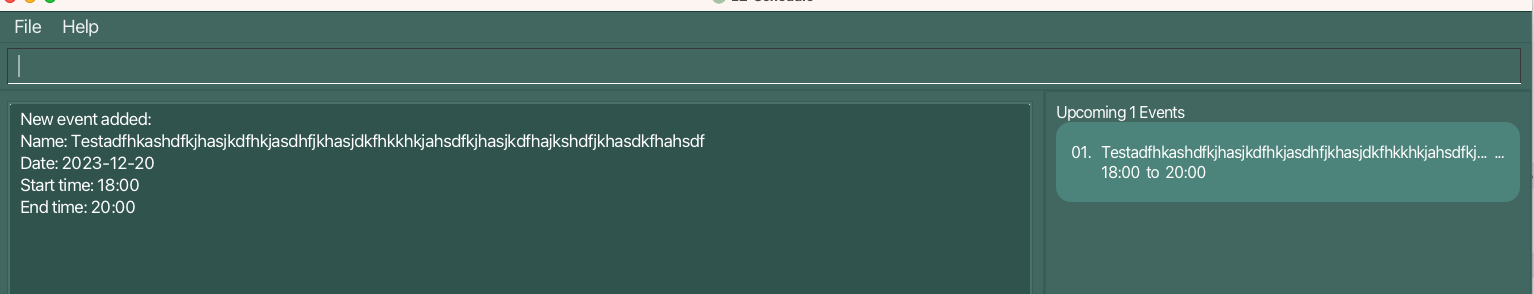 File Help
New event added:
Name: Testadfhkashdfkjhasjkdfhkjasdhfjkhasjdkfhkkhkjahsdfkjhasjkdfhajkshdfjkhasdkfhahsdf
Date: 2023-12-20
Start time: 18:00
End time: 20:00
Upcoming 1 Events
01. Testadfhkashdfkjhasjkdfhkjasdhfjkhasjdkfhkkhkjahsdfkj... ...
18:00 to 20:00